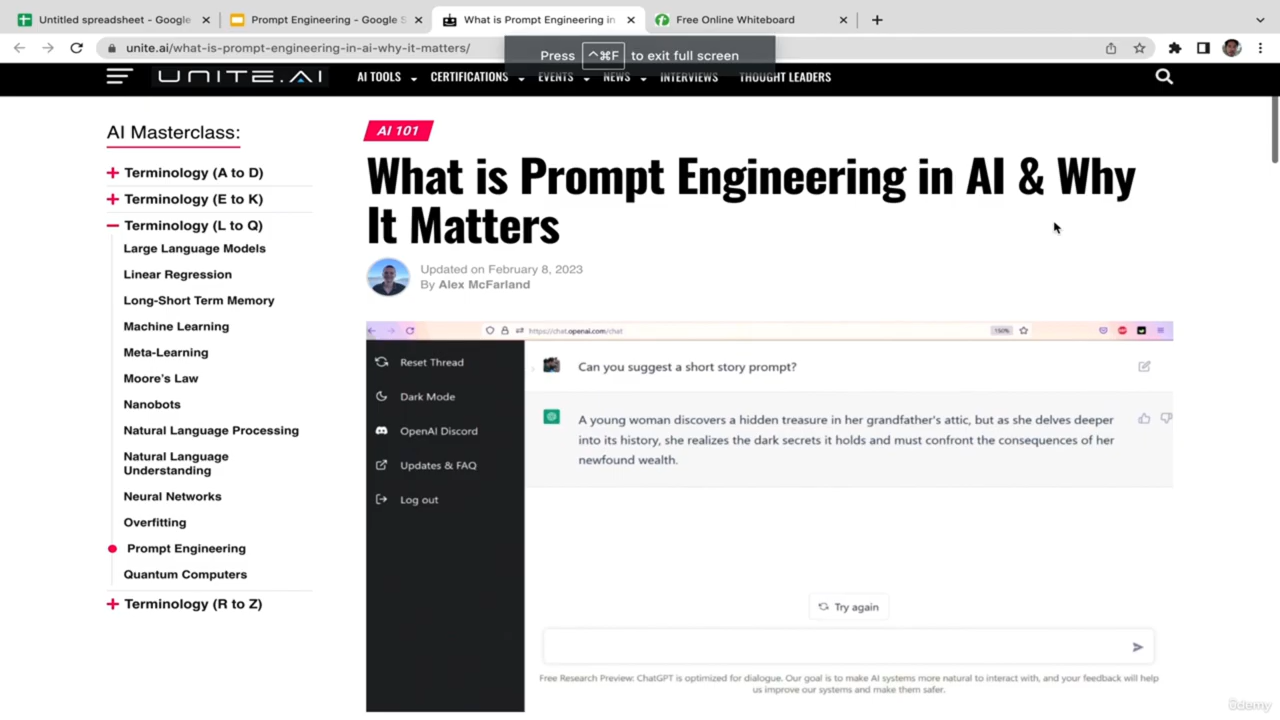 Untitled spreadsheet - Google
Prompt Engineering - Google S
What is Prompt Engineering in
Free Online Whiteboard
unite.ai/what-is-prompt-engineering-in-ai-why-it-matters/
Press ^⌘F to exit full screen
UNITE.AI
AI TOOLS
CERTIFICATIONS
EVENTS
NEWS
INTERVIEWS
THOUGHT LEADERS
AI Masterclass:
Terminology (A to D)
Terminology (E to K)
Terminology (L to Q)
Large Language Models
Linear Regression
Long-Short Term Memory
Machine Learning
Meta-Learning
Moore's Law
Nanobots
Natural Language Processing
Natural Language
Understanding
Neural Networks
Overfitting
Prompt Engineering
Quantum Computers
Terminology (R to Z)
AI 101
What is Prompt Engineering in AI & Why
It Matters
Updated on February 8, 2023
By Alex McFarland
https://chat.openai.com/chat
150%
Reset Thread
Dark Mode
OpenAI Discord
Updates & FAQ
Log out
Can you suggest a short story prompt?
A young woman discovers a hidden treasure in her grandfather's attic, but as she delves deeper
into its history, she realizes the dark secrets it holds and must confront the consequences of her
newfound wealth.
Try again
Free Research Preview: ChatGPT is optimized for dialogue. Our goal is to make AI systems more natural to interact with, and your feedback will help
us improve our systems and make them safer.
ûdemy